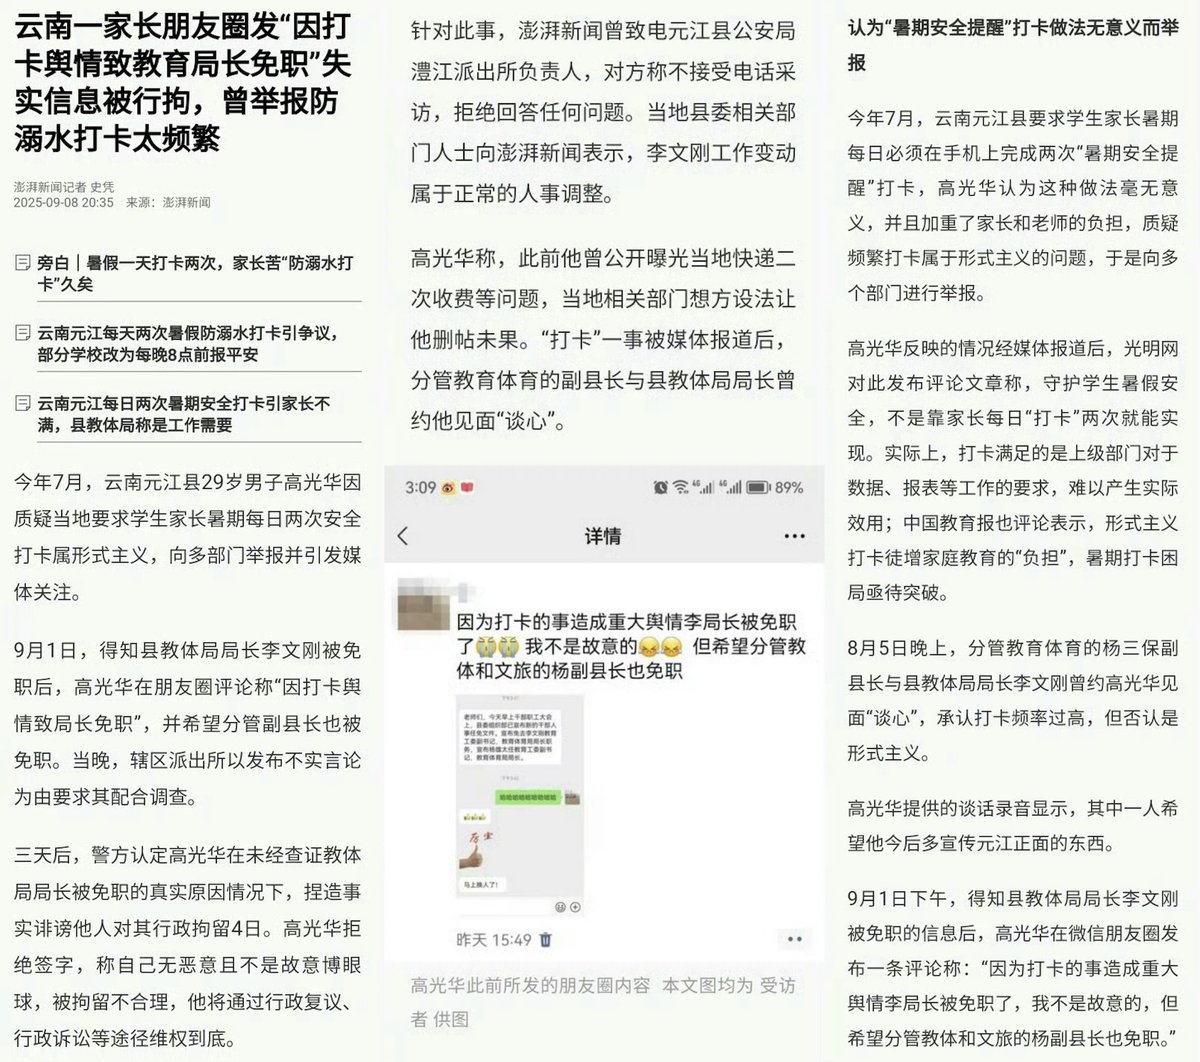 云南一家长朋友圈发“因打
卡舆情致教育局长免职”失
实信息被行拘，曾举报防
溺水打卡太频繁
澎湃新闻记者 史凭
2025-09-08 20:35 来源：澎湃新闻
旁白｜暑假一天打卡两次，家长苦“防溺水打
卡”久矣
云南元江每天两次暑假防溺水打卡引争议，
部分学校改为每晚8点前报平安
云南元江每日两次暑期安全打卡引家长不
满，县教体局称是工作需要
今年7月，云南元江县29岁男子高光华因
质疑当地要求学生家长暑期每日两次安全
打卡属形式主义，向多部门举报并引发媒
体关注。
9月1日，得知县教体局局长李文刚被免
职后，高光华在朋友圈评论称“因打卡舆
情致局长免职”，并希望分管副县长也被
免职。当晚，辖区派出所以发布不实言论
为由要求其配合调查。
三天后，警方认定高光华在未经查证教体
局局长被免职的真实原因情况下，捏造事
实诽谤他人对其行政拘留4日。高光华拒
绝签字，称自己无恶意且不是故意博眼
球，被拘留不合理，他将通过行政复议、
行政诉讼等途径维权到底。
针对此事，澎湃新闻曾致电元江县公安局
澧江派出所负责人，对方称不接受电话采
访，拒绝回答任何问题。当地县委相关部
门人士向澎湃新闻表示，李文刚工作变动
属于正常的人事调整。
高光华称，此前他曾公开曝光当地快递二
次收费等问题，当地相关部门想方设法让
他删帖未果。“打卡”一事被媒体报道后，
分管教育体育的副县长与县教体局局长曾
约他见面“谈心”。
3:09
89%
详情
因为打卡的事造成重大舆情李局长被免职
了😭😭 我不是故意的😝😝 但希望分管教
体和文旅的杨副县长也免职
老师们，今天早上干部职工大会
上，县委组织部已宣布新的干部人
事任免文件。宣布免去李文刚教育
工委副书记、教育体育局局长职
务，宣布杨雄太任教育工委副书
记、教育体育局局长。
哈哈哈哈哈哈哈哈哈
👍👍👍
厉害
马上换人了！
昨天 15:49
高光华此前所发的朋友圈内容 本文图均为 受访
者 供图
认为“暑期安全提醒”打卡做法无意义而举
报
今年7月，云南元江县要求学生家长暑期
每日必须在手机上完成两次“暑期安全提
醒”打卡，高光华认为这种做法毫无意
义，并且加重了家长和老师的负担，质疑
频繁打卡属于形式主义的问题，于是向多
个部门进行举报。
高光华反映的情况经媒体报道后，光明网
对此发布评论文章称，守护学生暑假安
全，不是靠家长每日“打卡”两次就能实
现。实际上，打卡满足的是上级部门对于
数据、报表等工作的要求，难以产生实际
效用；中国教育报也评论表示，形式主义
打卡徒增家庭教育的“负担”，暑期打卡困
局亟待突破。
8月5日晚上，分管教育体育的杨三保副
县长与县教体局局长李文刚曾约高光华见
面“谈心”，承认打卡频率过高，但否认是
形式主义。
高光华提供的谈话录音显示，其中一人希
望他今后多宣传元江正面的东西。
9月1日下午，得知县教体局局长李文刚
被免职的信息后，高光华在微信朋友圈发
布一条评论称：“因为打卡的事造成重大
舆情李局长被免职了，我不是故意的，但
希望分管教体和文旅的杨副县长也免职。”